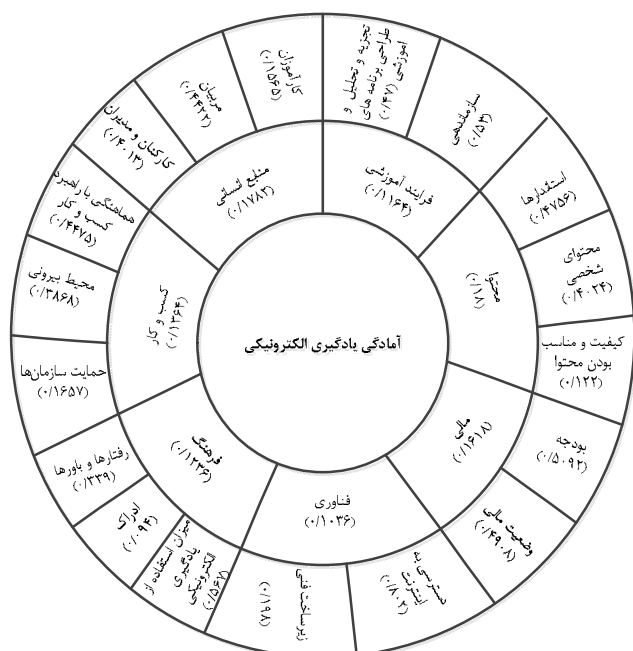 آمادگی یادگیری الکترونیکی
فرایند آموزشی
(۰/۱۱۶۴)
محتوا
(۰/۱۸)
مالی
(۰/۱۶۱۸)
فناوری
(۰/۱۰۳۶)
فرهنگ
(۰/۱۲۳۶)
کسب و کار
(۰/۱۳۶۴)
منابع انسانی
(۰/۱۷۸۲)
تجزیه و تحلیل و
طراحی برنامه های
آموزشی (۰/۴۷)
سازماندهی
(۰/۵۳)
استانداردها
(۰/۴۷۵۶)
محتوای
شخصی
(۰/۴۰۲۴)
کیفیت و مناسب
بودن محتوا
(۰/۱۲۲)
بودجه
(۰/۵۰۹۲)
وضعیت مالی
(۰/۴۹۰۸)
دسترسی به
اینترنت
(۰/۸۰۲)
زیرساخت فنی
(۰/۱۹۸)
میزان استفاده از
یادگیری
الکترونیکی
(۰/۵۶۷)
ادراک
(۰/۰۹۴)
رفتارها و باورها
(۰/۳۳۹)
حمایت سازمان‌ها
(۰/۱۶۵۷)
محیط بیرونی
(۰/۳۸۶۸)
هماهنگی با راهبرد
کسب و کار
(۰/۴۴۷۵)
کارکنان و مدیران
(۰/۴۰۱۳)
مربیان
(۰/۴۴۲۲)
کارآموزان
(۰/۱۵۶۵)